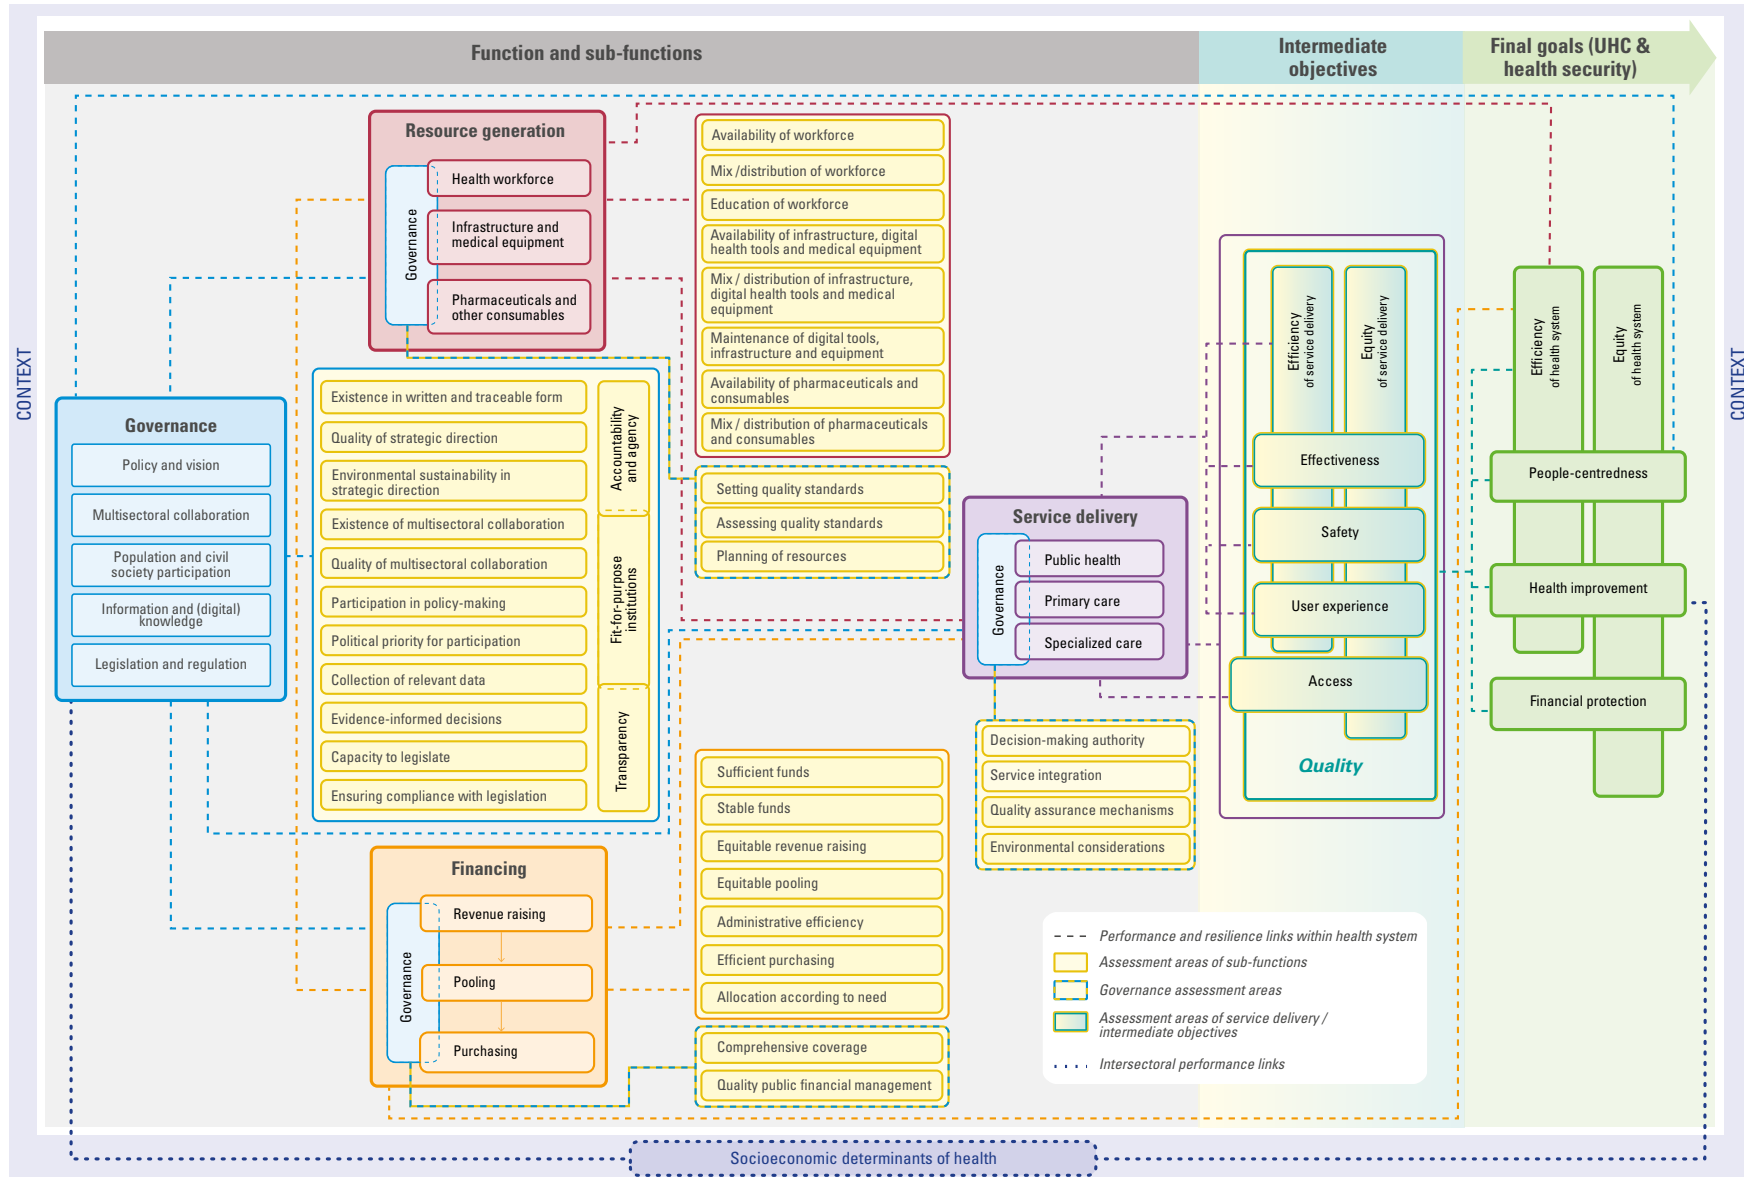 Function and sub-functions
Intermediate
objectives
Final goals (UHC &
health security)
CONTEXT
CONTEXT
Resource generation
Governance
Health workforce
Infrastructure and
medical equipment
Pharmaceuticals and
other consumables
Availability of workforce
Mix /distribution of workforce
Education of workforce
Availability of infrastructure, digital
health tools and medical equipment
Mix / distribution of infrastructure,
digital health tools and medical
equipment
Maintenance of digital tools,
infrastructure and equipment
Availability of pharmaceuticals and
consumables
Mix / distribution of pharmaceuticals
and consumables
Setting quality standards
Assessing quality standards
Planning of resources
Governance
Policy and vision
Multisectoral collaboration
Population and civil
society participation
Information and (digital)
knowledge
Legislation and regulation
Existence in written and traceable form
Quality of strategic direction
Environmental sustainability in
strategic direction
Existence of multisectoral collaboration
Quality of multisectoral collaboration
Participation in policy-making
Political priority for participation
Collection of relevant data
Evidence-informed decisions
Capacity to legislate
Ensuring compliance with legislation
Accountability
and agency
Fit-for-purpose
institutions
Transparency
Financing
Governance
Revenue raising
Pooling
Purchasing
Sufficient funds
Stable funds
Equitable revenue raising
Equitable pooling
Administrative efficiency
Efficient purchasing
Allocation according to need
Comprehensive coverage
Quality public financial management
Service delivery
Governance
Public health
Primary care
Specialized care
Decision-making authority
Service integration
Quality assurance mechanisms
Environmental considerations
Efficiency
of service delivery
Equity
of service delivery
Effectiveness
Safety
User experience
Access
Quality
Efficiency
of health system
Equity
of health system
People-centredness
Health improvement
Financial protection
Performance and resilience links within health system
Assessment areas of sub-functions
Governance assessment areas
Assessment areas of service delivery /
intermediate objectives
Intersectoral performance links
Socioeconomic determinants of health